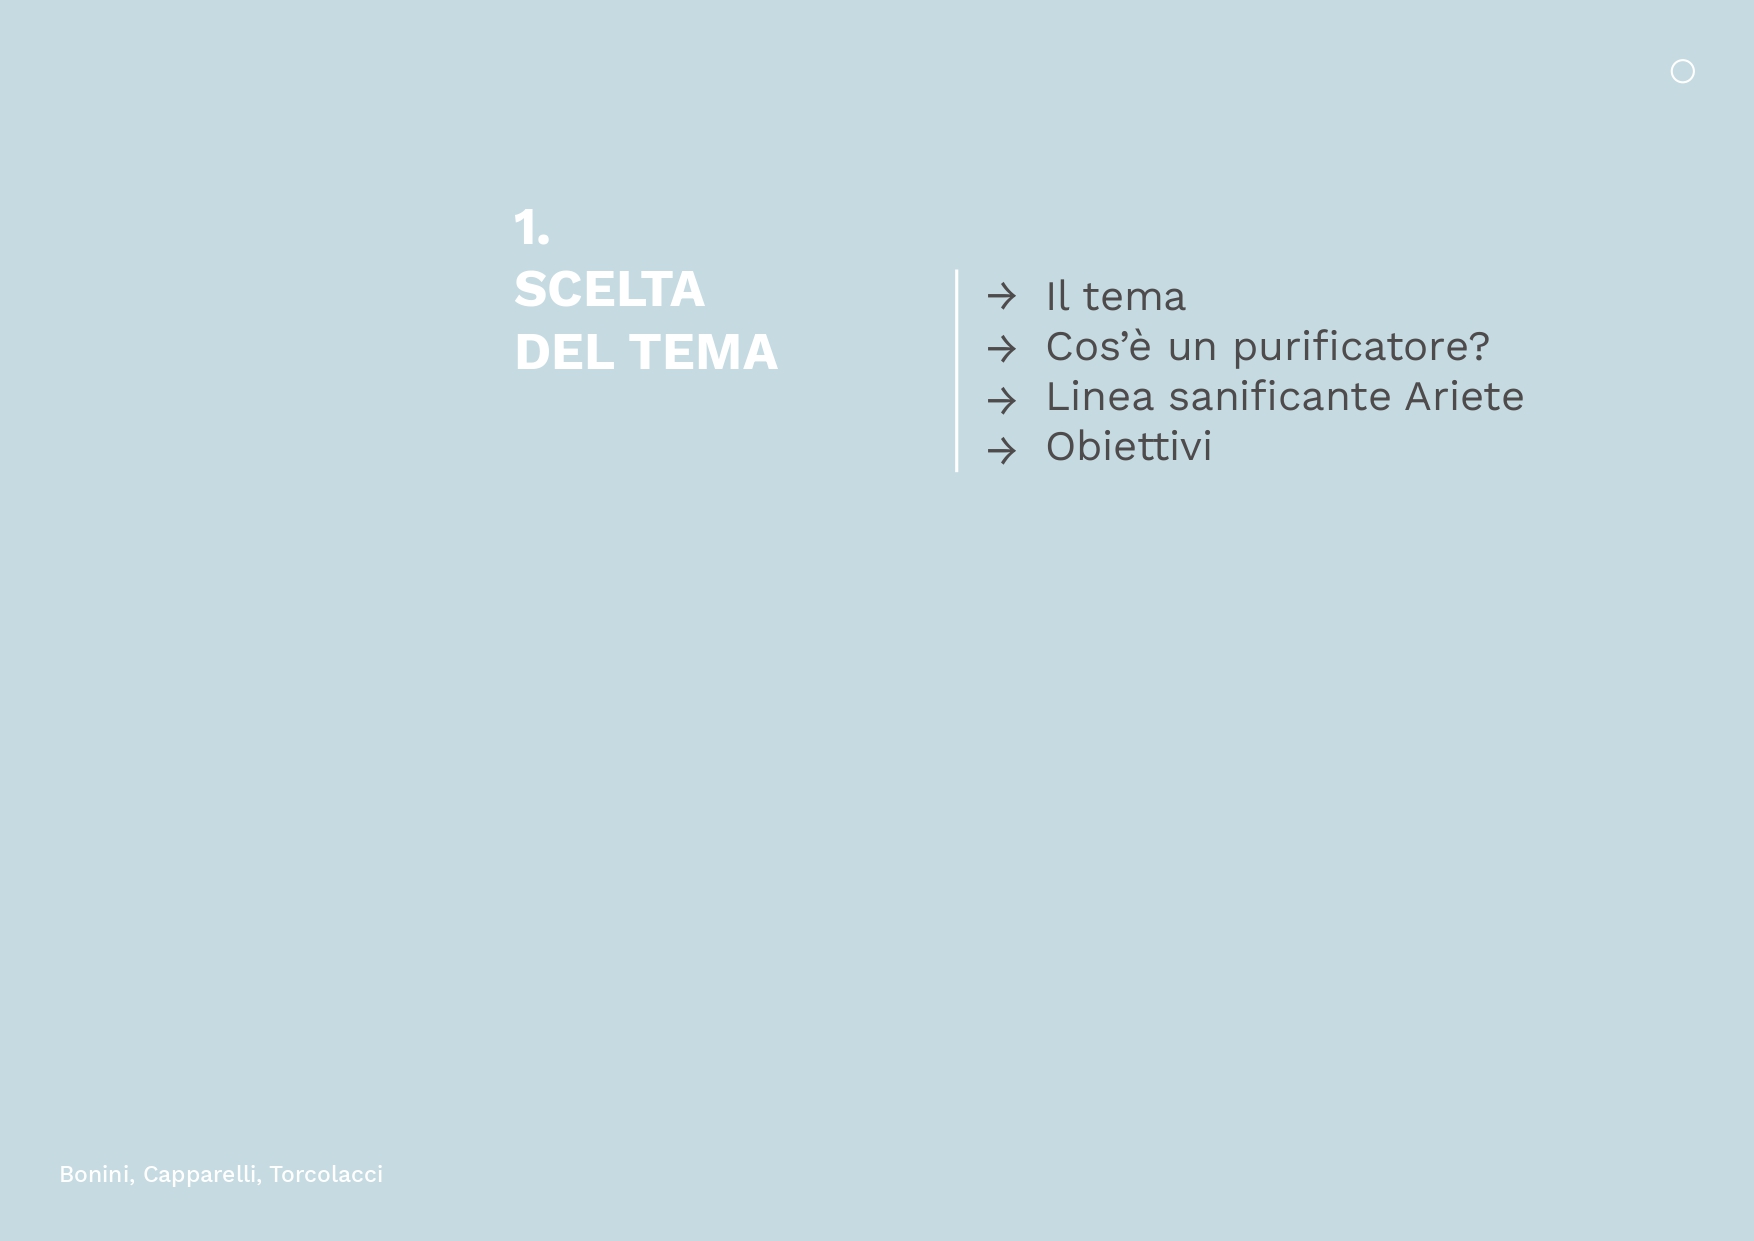 1.
SCELTA
DEL TEMA
→ Il tema
→ Cos’è un purificatore?
→ Linea sanificante Ariete
→ Obiettivi
Bonini, Capparelli, Torcolacci